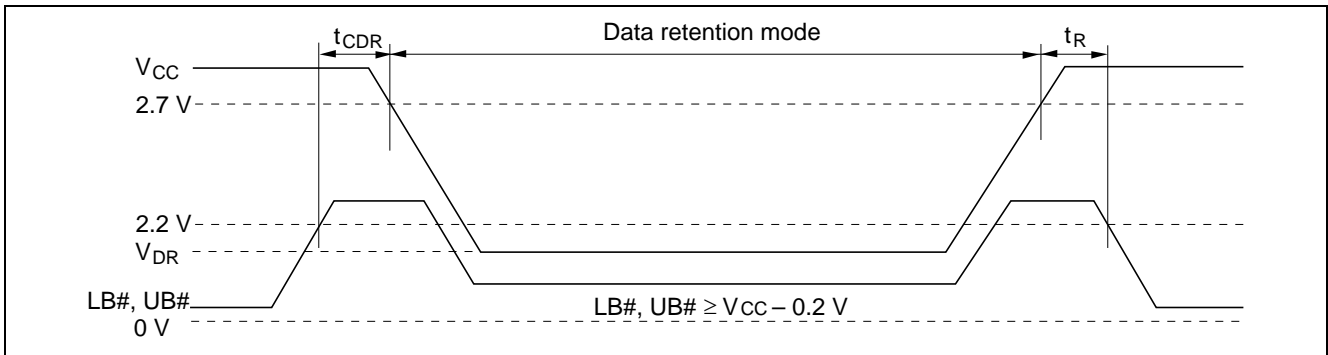 tCDR Data retention mode tR
VCC
2.7 V
2.2 V
VDR
LB#, UB# LB#, UB# ≥ VCC – 0.2 V
0 V